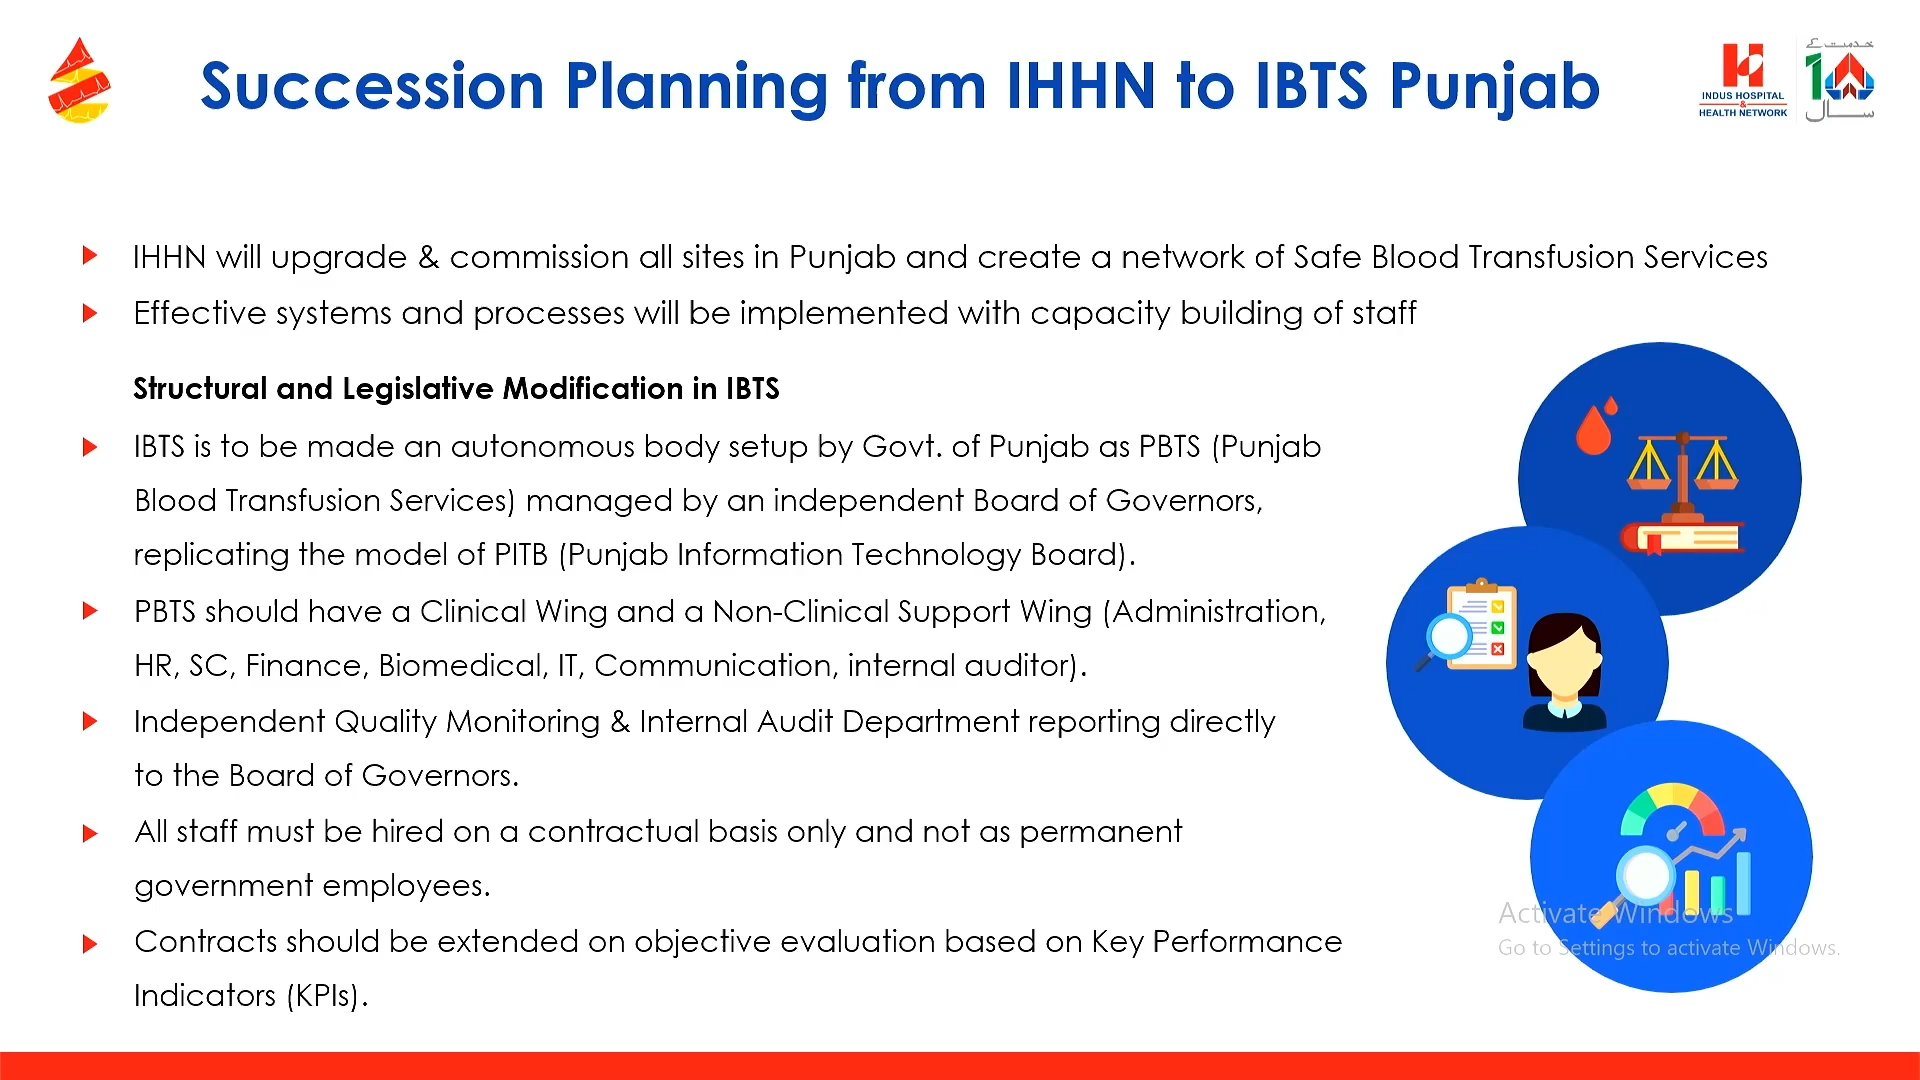 Succession Planning from IHHN to IBTS Punjab
INDUS HOSPITAL
&
HEALTH NETWORK
خدمت کے
10
سال
IHHN will upgrade & commission all sites in Punjab and create a network of Safe Blood Transfusion Services
Effective systems and processes will be implemented with capacity building of staff
Structural and Legislative Modification in IBTS
IBTS is to be made an autonomous body setup by Govt. of Punjab as PBTS (Punjab
Blood Transfusion Services) managed by an independent Board of Governors,
replicating the model of PITB (Punjab Information Technology Board).
PBTS should have a Clinical Wing and a Non-Clinical Support Wing (Administration,
HR, SC, Finance, Biomedical, IT, Communication, internal auditor).
Independent Quality Monitoring & Internal Audit Department reporting directly
to the Board of Governors.
All staff must be hired on a contractual basis only and not as permanent
government employees.
Contracts should be extended on objective evaluation based on Key Performance
Indicators (KPIs).
Activate Windows
Go to Settings to activate Windows.